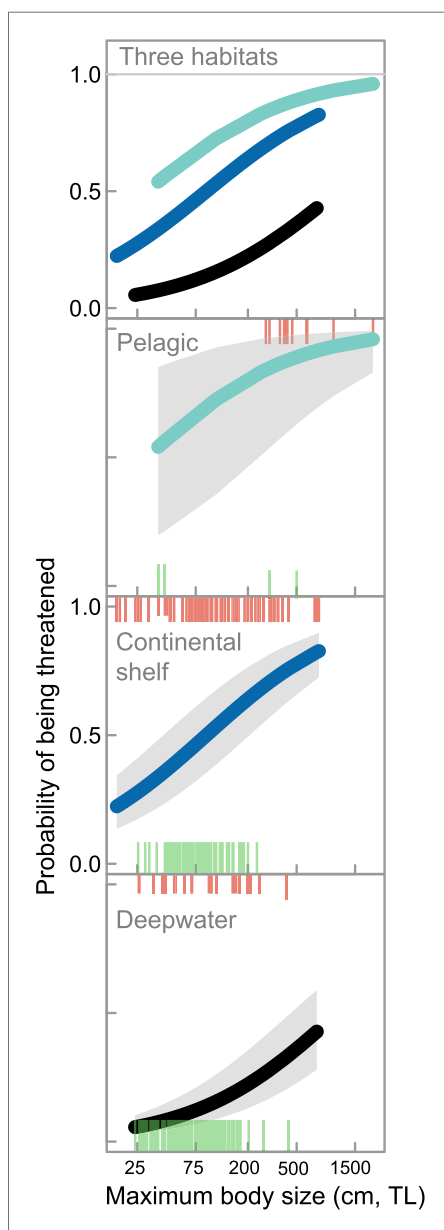 Three habitats
1.0
0.5
0.0
Pelagic
Probability of being threatened
1.0
Continental
shelf
0.5
0.0
Deepwater
25 75 200 500 1500
Maximum body size (cm, TL)